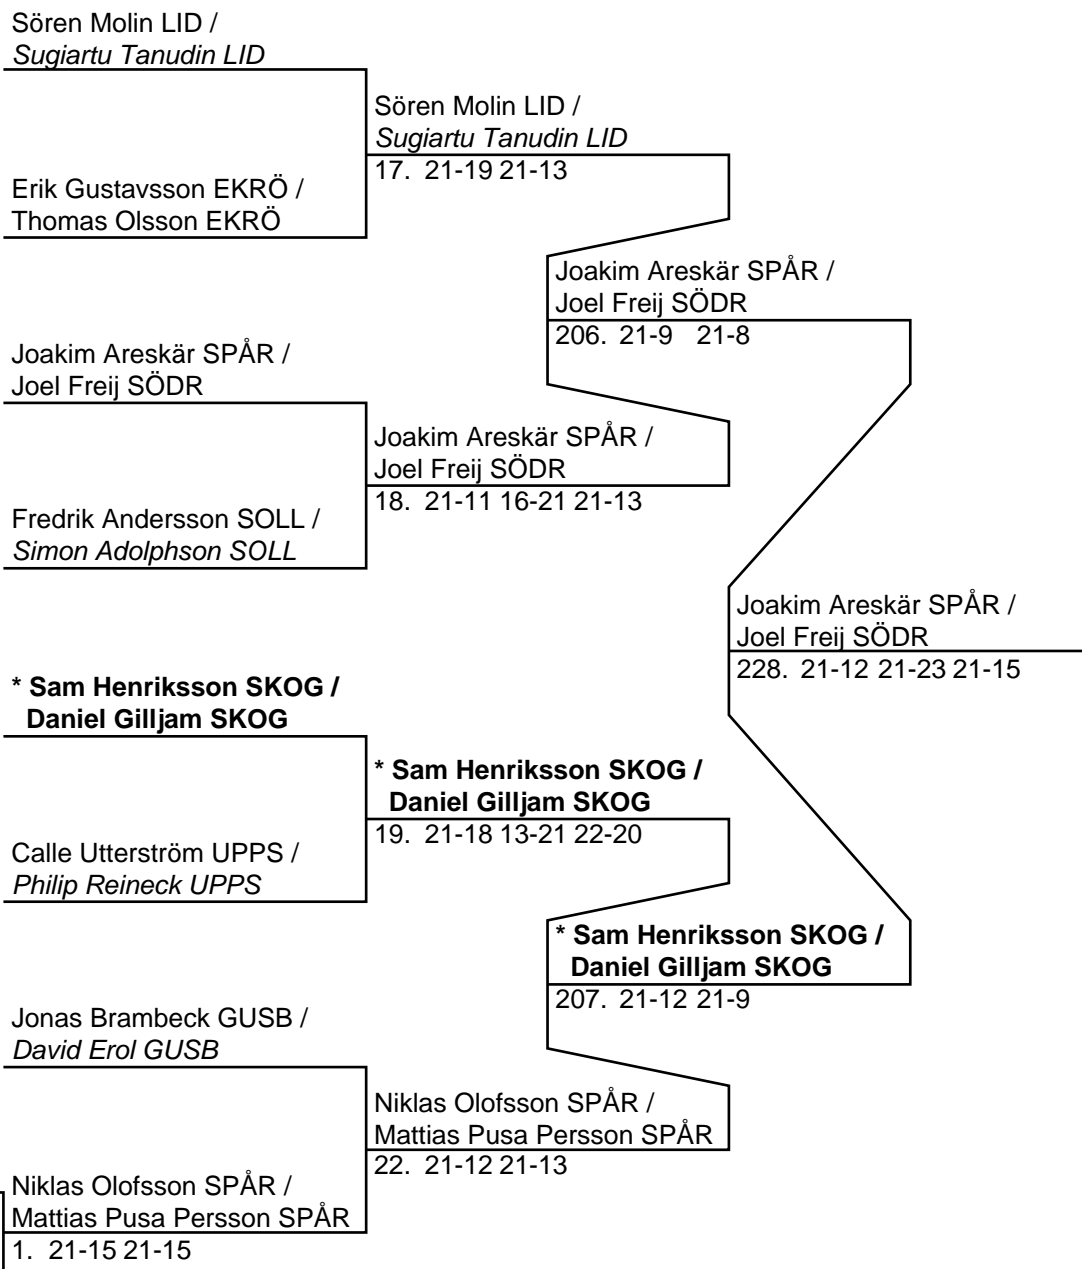 Sören Molin LID /
Sugiartu Tanudin LID
Sören Molin LID /
Sugiartu Tanudin LID
17. 21-19 21-13
Erik Gustavsson EKRÖ /
Thomas Olsson EKRÖ
Joakim Areskär SPÅR /
Joel Freij SÖDR
206. 21-9 21-8
Joakim Areskär SPÅR /
Joel Freij SÖDR
Joakim Areskär SPÅR /
Joel Freij SÖDR
18. 21-11 16-21 21-13
Fredrik Andersson SOLL /
Simon Adolphson SOLL
Joakim Areskär SPÅR /
Joel Freij SÖDR
228. 21-12 21-23 21-15
* Sam Henriksson SKOG /
Daniel Gilljam SKOG
* Sam Henriksson SKOG /
Daniel Gilljam SKOG
19. 21-18 13-21 22-20
Calle Utterström UPPS /
Philip Reineck UPPS
* Sam Henriksson SKOG /
Daniel Gilljam SKOG
207. 21-12 21-9
Jonas Brambeck GUSB /
David Erol GUSB
Niklas Olofsson SPÅR /
Mattias Pusa Persson SPÅR
22. 21-12 21-13
Niklas Olofsson SPÅR /
Mattias Pusa Persson SPÅR
1. 21-15 21-15